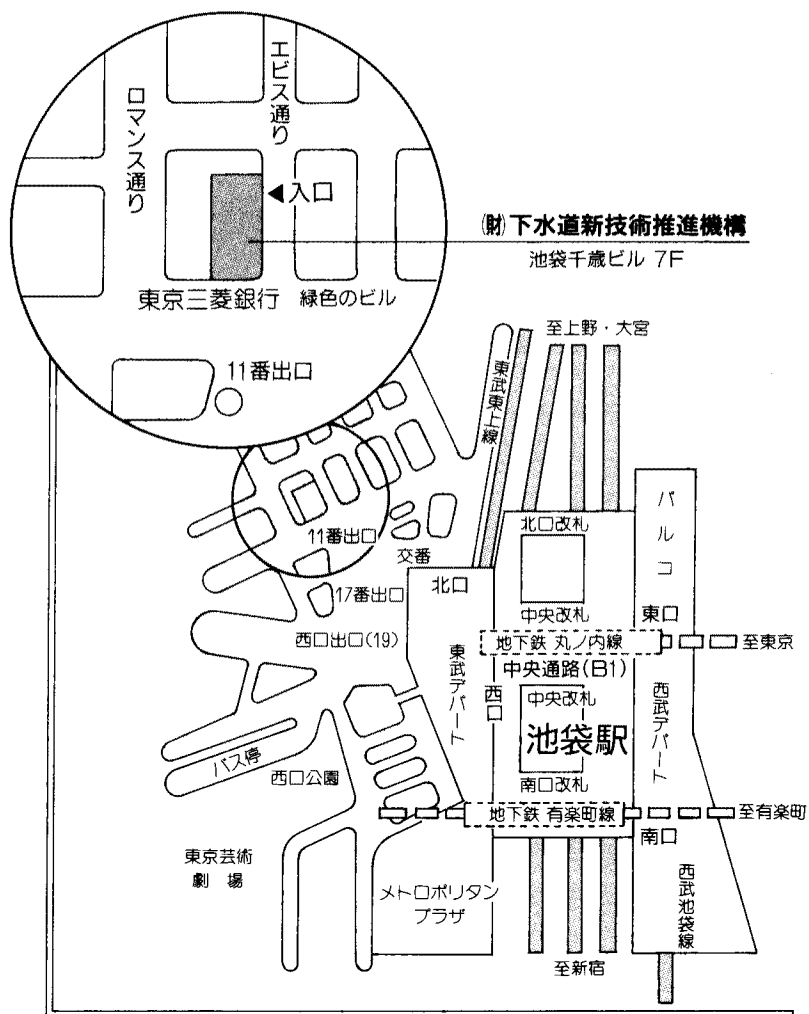 エビス通り
ロマンス通り
◀入口
(財)下水道新技術推進機構
池袋千歳ビル 7F
東京三菱銀行
緑色のビル
11番出口
至上野・大宮
東武東上線
パルコ
北口改札
11番出口
交番
北口
17番出口
中央改札
東口
西口出口(19)
地下鉄 丸ノ内線
至東京
東武デパート
中央通路(B1)
西口
中央改札
西武デパート
池袋駅
バス停
西口公園
南口改札
地下鉄 有楽町線
至有楽町
南口
東京芸術
劇場
メトロポリタン
プラザ
西武池袋線
至新宿